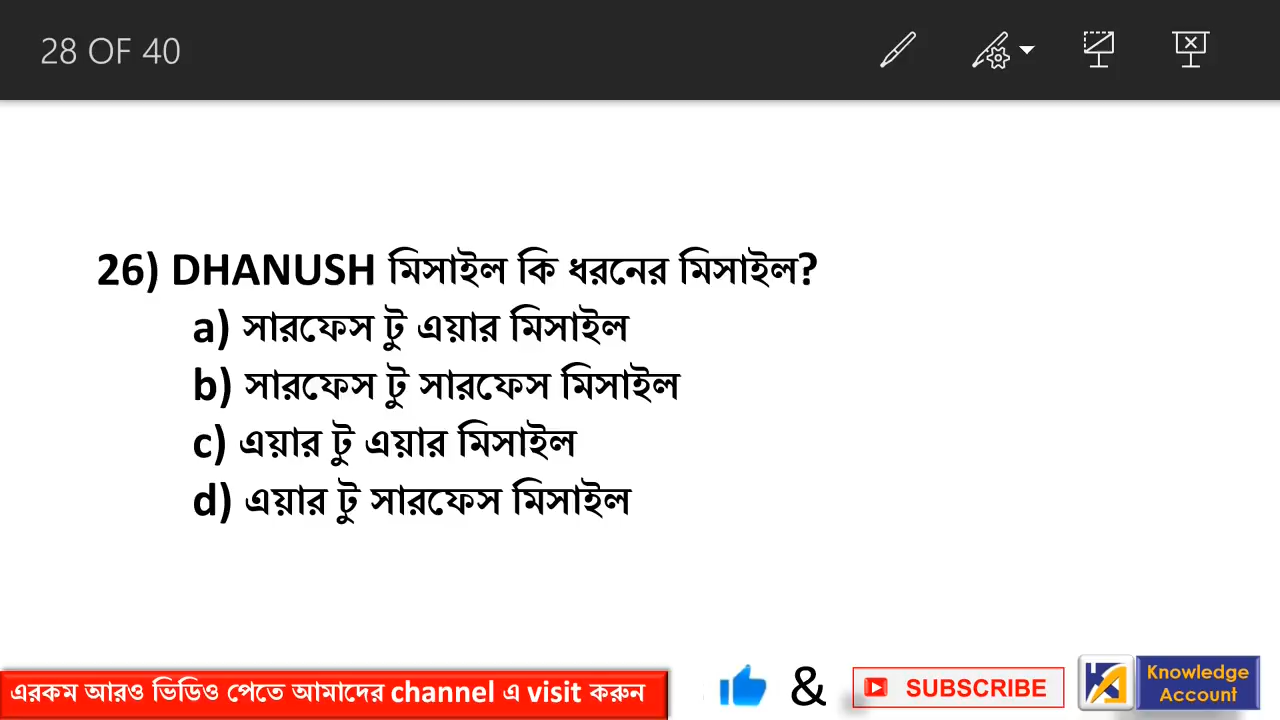 28 OF 40
26) DHANUSH মিসাইল কি ধরনের মিসাইল?
a) সারফেস টু এয়ার মিসাইল
b) সারফেস টু সারফেস মিসাইল
c) এয়ার টু এয়ার মিসাইল
d) এয়ার টু সারফেস মিসাইল
এরকম আরও ভিডিও পেতে আমাদের channel এ visit করুন
& SUBSCRIBE
Knowledge
Account